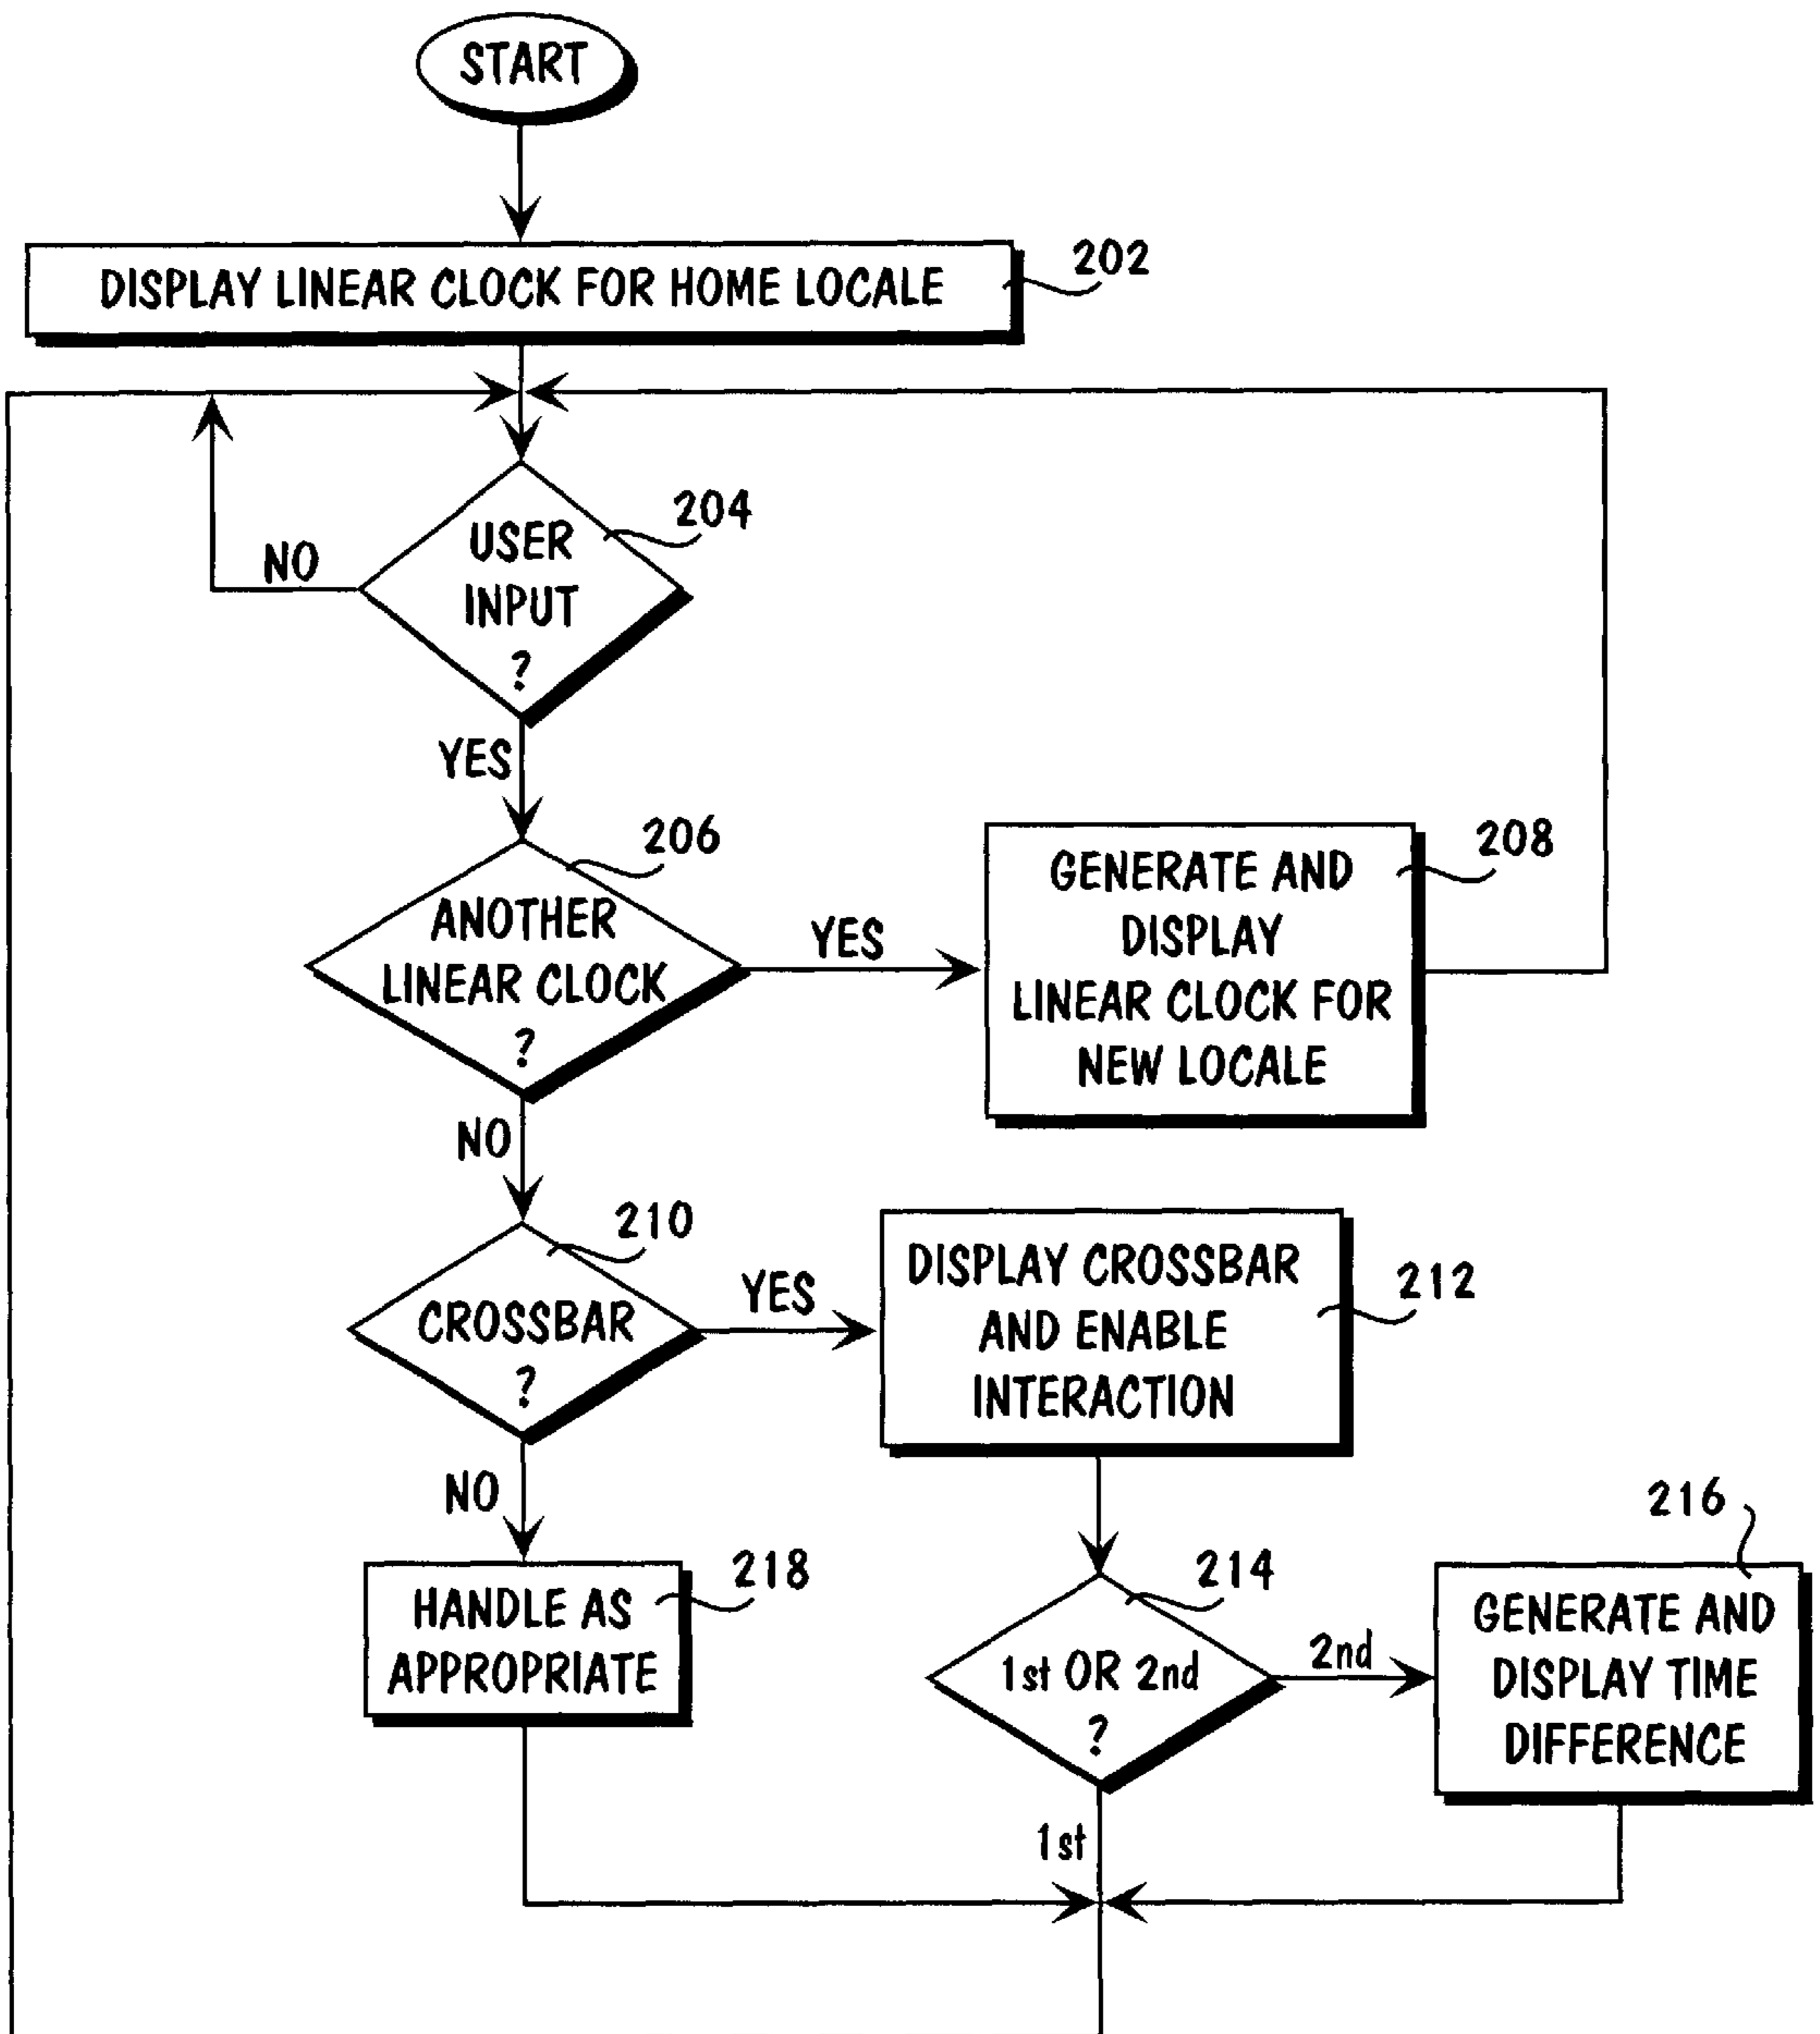 START
DISPLAY LINEAR CLOCK FOR HOME LOCALE
202
204
USER
INPUT
?
NO
YES
206
ANOTHER
LINEAR CLOCK
?
YES
208
GENERATE AND
DISPLAY
LINEAR CLOCK FOR
NEW LOCALE
NO
210
CROSSBAR
?
YES
DISPLAY CROSSBAR
AND ENABLE
INTERACTION
212
NO
218
HANDLE AS
APPROPRIATE
214
1st OR 2nd
?
2nd
216
GENERATE AND
DISPLAY TIME
DIFFERENCE
1st